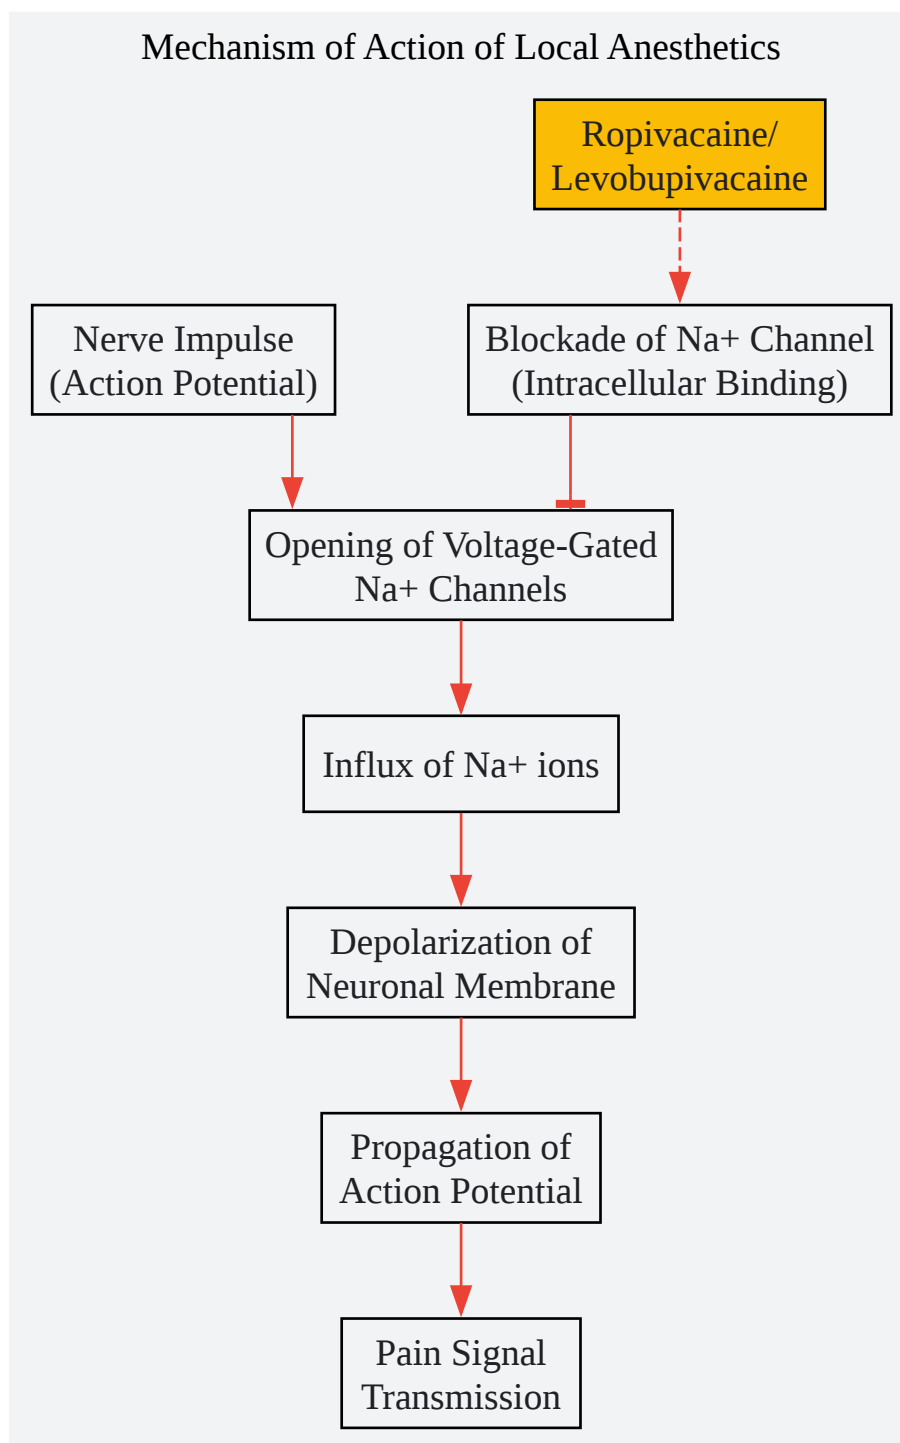 Mechanism of Action of Local Anesthetics
Ropivacaine/
Levobupivacaine
Nerve Impulse
(Action Potential)
Blockade of Na+ Channel
(Intracellular Binding)
Opening of Voltage-Gated
Na+ Channels
Influx of Na+ ions
Depolarization of
Neuronal Membrane
Propagation of
Action Potential
Pain Signal
Transmission